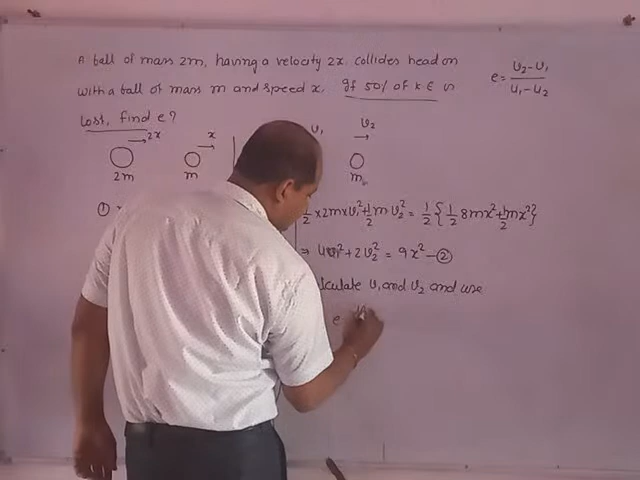 A ball of mass 2m, having a velocity 2x, collides head on
with a ball of mass m and speed x. If 50% of K.E is
lost, find e?
e = U₂-U₁ / u₁-u₂
→ 2x
→ x
2m
m
U₁
U₂
→
m
①
½ × 2m × U₁² + ½ m U₂² = ½ { ½ 8mx² + ½ mx² }
⇒ 4U₁² + 2U₂² = 9x² - ②
lculate U₁ and U₂ and use
e